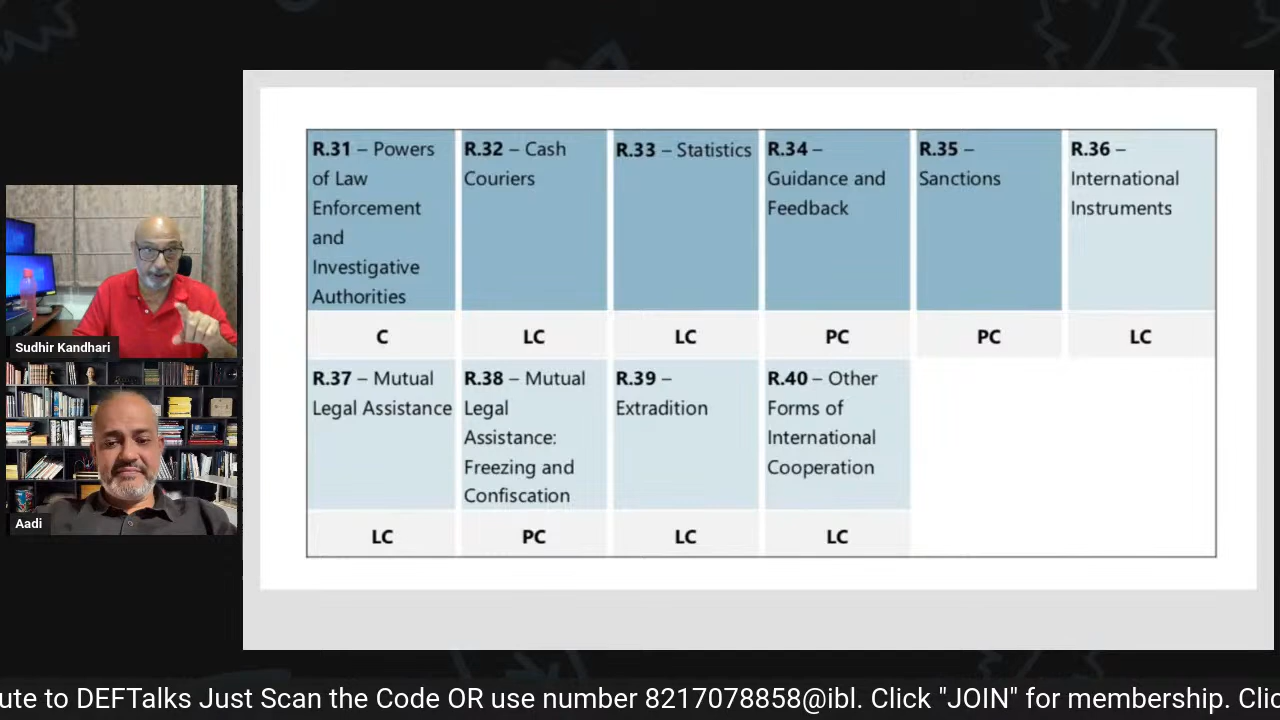 R.31 – Powers of Law Enforcement and Investigative Authorities
R.32 – Cash Couriers
R.33 – Statistics
R.34 – Guidance and Feedback
R.35 – Sanctions
R.36 – International Instruments
C
LC
LC
PC
PC
LC
R.37 – Mutual Legal Assistance
R.38 – Mutual Legal Assistance: Freezing and Confiscation
R.39 – Extradition
R.40 – Other Forms of International Cooperation
LC
PC
LC
LC
Sudhir Kandhari
Aadi
ute to DEFTalks Just Scan the Code OR use number 8217078858@ibl. Click "JOIN" for membership. Clic